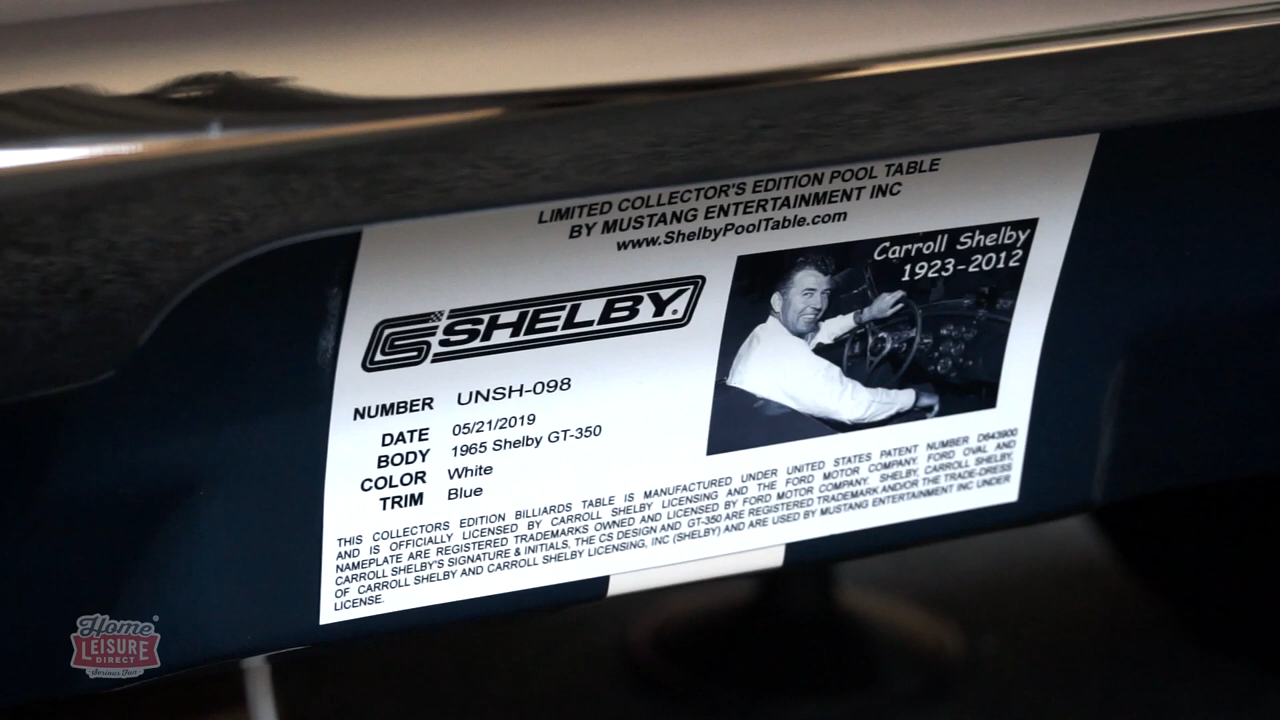 LIMITED COLLECTOR'S EDITION POOL TABLE
BY MUSTANG ENTERTAINMENT INC
www.ShelbyPoolTable.com
Carroll Shelby
1923-2012
CS SHELBY®
NUMBER UNSH-098
DATE 05/21/2019
BODY 1965 Shelby GT-350
COLOR White
TRIM Blue
THIS COLLECTORS EDITION BILLIARDS TABLE IS MANUFACTURED UNDER UNITED STATES PATENT NUMBER D643900
AND IS OFFICIALLY LICENSED BY CARROLL SHELBY LICENSING AND THE FORD MOTOR COMPANY. FORD OVAL AND
NAMEPLATE ARE REGISTERED TRADEMARKS OWNED AND LICENSED BY FORD MOTOR COMPANY. SHELBY, CARROLL SHELBY,
CARROLL SHELBY'S SIGNATURE & INITIALS, THE CS DESIGN AND GT-350 ARE REGISTERED TRADEMARK AND/OR THE TRADE-DRESS
OF CARROLL SHELBY AND CARROLL SHELBY LICENSING, INC (SHELBY) AND ARE USED BY MUSTANG ENTERTAINMENT INC UNDER
LICENSE.
Home
LEISURE
DIRECT
Serious Fun